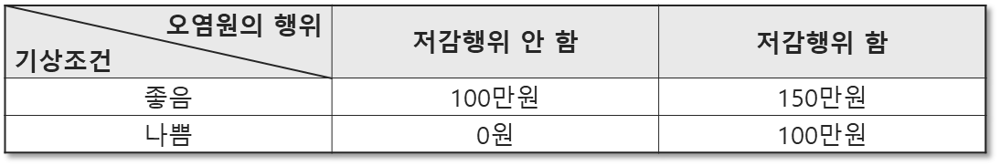 오염원의 행위
기상조건
저감행위 안 함
저감행위 함
좋음
100만원
150만원
나쁨
0원
100만원